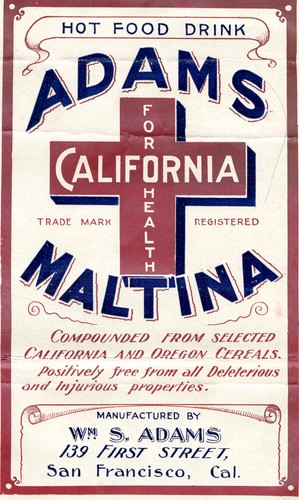 HOT FOOD DRINK
ADAMS
FOR HEALTH
CALIFORNIA
TRADE MARK REGISTERED
MALTINA
COMPOUNDED FROM SELECTED
CALIFORNIA AND OREGON CEREALS.
Positively free from all Deleterious
and Injurious properties.
MANUFACTURED BY
WM S. ADAMS
139 FIRST STREET,
San Francisco, Cal.